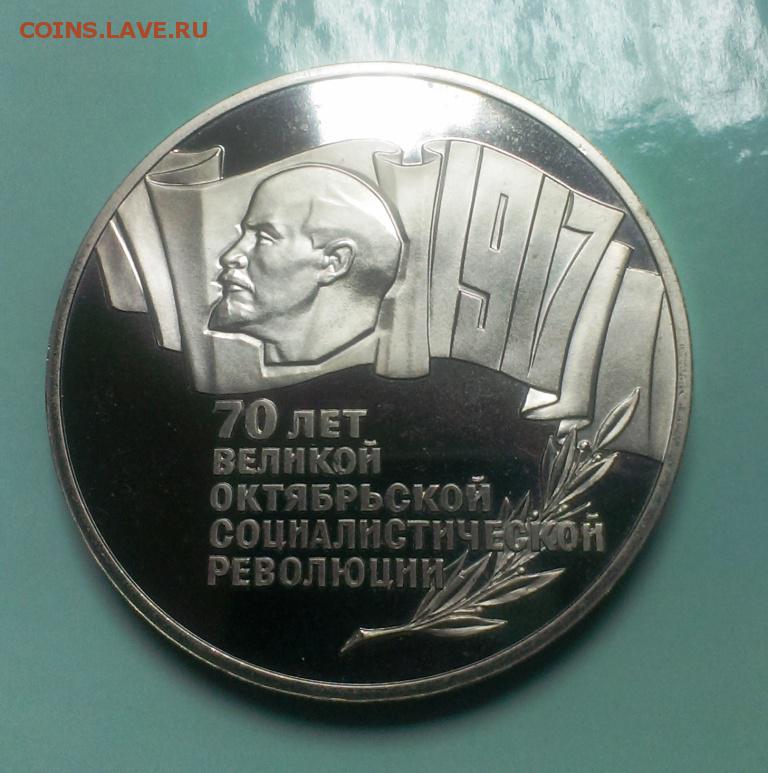 COINS.LAVE.RU
1917
70 ЛЕТ
ВЕЛИКОЙ
ОКТЯБРЬСКОЙ
СОЦИАЛИСТИЧЕСКОЙ
РЕВОЛЮЦИИ